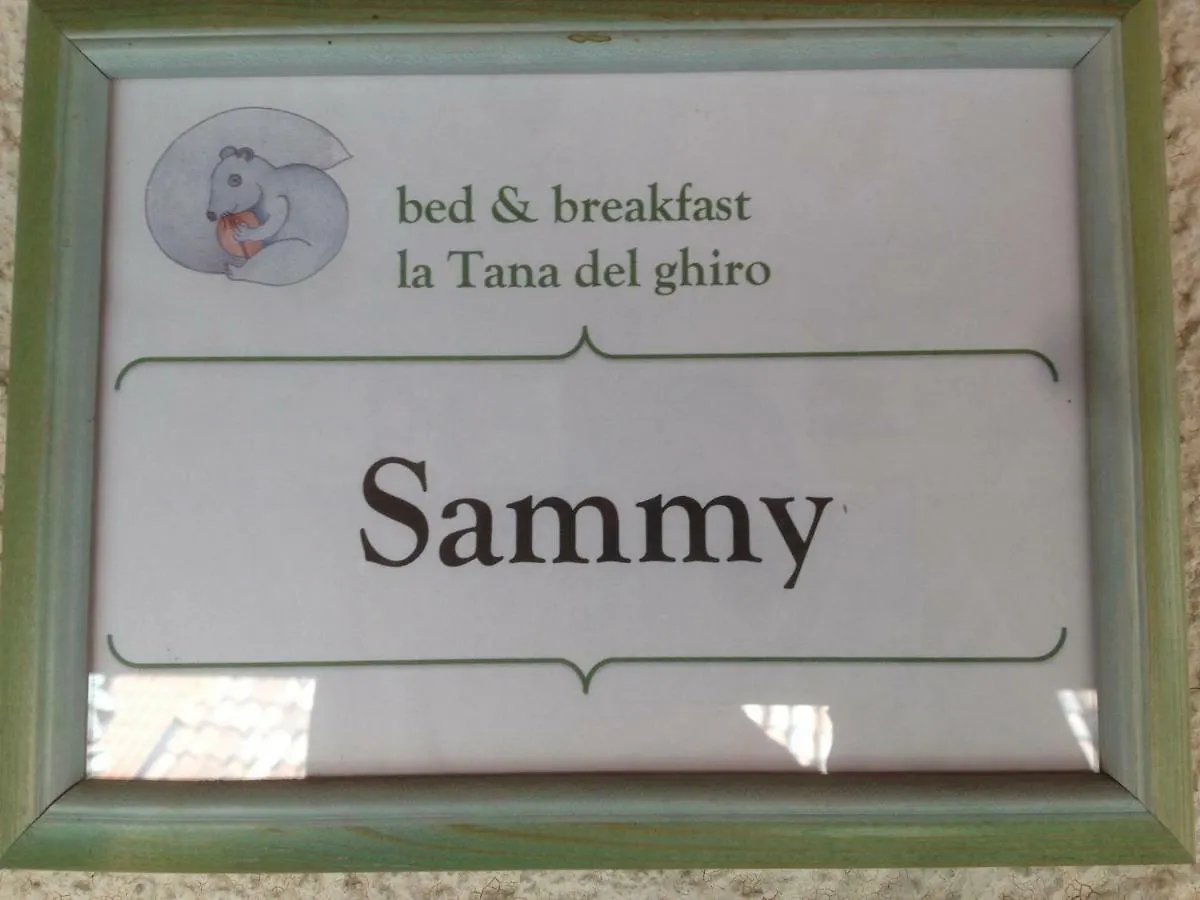 bed & breakfast
la Tana del ghiro
Sammy